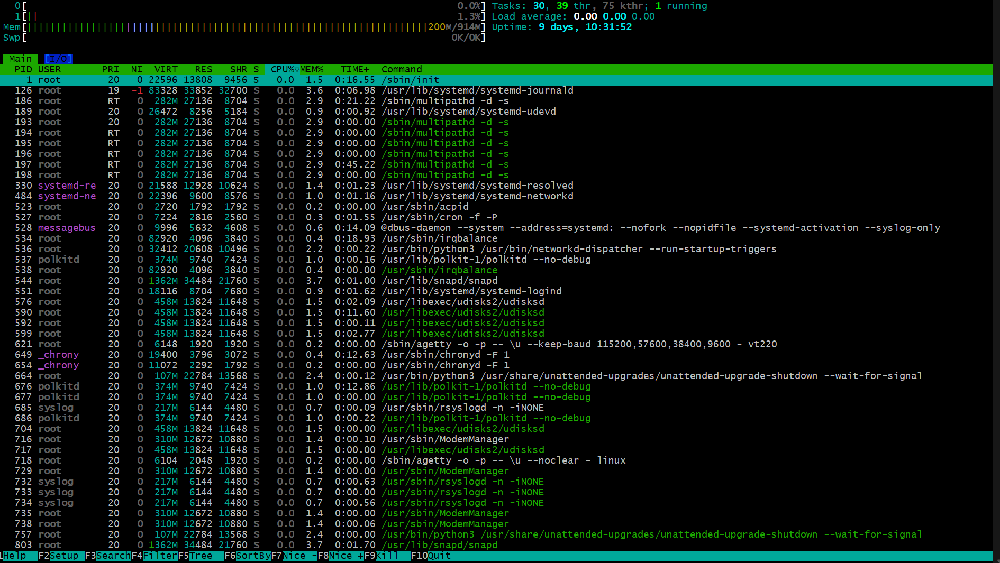 0[ 0.0%] Tasks: 30, 39 thr, 75 kthr; 1 running
1[|| 1.3%] Load average: 0.00 0.00 0.00
Mem[||||||||||||||||||||||||||||||||||||||||||||||||||||||||||||||||||||||200M/914M] Uptime: 9 days, 10:31:52
Swp[ 0K/0K]
Main [I/O]
PID USER PRI NI VIRT RES SHR S CPU%▽MEM% TIME+ Command
1 root 20 0 22596 13808 9456 S 0.0 1.5 0:16.55 /sbin/init
126 root 19 -1 83328 33852 32700 S 0.0 3.6 0:06.98 /usr/lib/systemd/systemd-journald
186 root RT 0 282M 27136 8704 S 0.0 2.9 0:21.22 /sbin/multipathd -d -s
189 root 20 0 26472 8256 5184 S 0.0 0.9 0:00.92 /usr/lib/systemd/systemd-udevd
193 root 20 0 282M 27136 8704 S 0.0 2.9 0:00.00 /sbin/multipathd -d -s
194 root RT 0 282M 27136 8704 S 0.0 2.9 0:00.00 /sbin/multipathd -d -s
195 root RT 0 282M 27136 8704 S 0.0 2.9 0:00.00 /sbin/multipathd -d -s
196 root RT 0 282M 27136 8704 S 0.0 2.9 0:00.00 /sbin/multipathd -d -s
197 root RT 0 282M 27136 8704 S 0.0 2.9 0:45.22 /sbin/multipathd -d -s
198 root RT 0 282M 27136 8704 S 0.0 2.9 0:00.00 /sbin/multipathd -d -s
330 systemd-re 20 0 21588 12928 10624 S 0.0 1.4 0:01.23 /usr/lib/systemd/systemd-resolved
484 systemd-ne 20 0 22396 9600 8576 S 0.0 1.0 0:01.16 /usr/lib/systemd/systemd-networkd
523 root 20 0 2720 1792 1792 S 0.0 0.2 0:00.00 /usr/sbin/acpid
527 root 20 0 7224 2816 2560 S 0.0 0.3 0:01.55 /usr/sbin/cron -f -P
528 messagebus 20 0 9996 5632 4608 S 0.0 0.6 0:14.09 @dbus-daemon --system --address=systemd: --nofork --nopidfile --systemd-activation --syslog-only
534 root 20 0 82920 4096 3840 S 0.0 0.4 0:18.93 /usr/sbin/irqbalance
536 root 20 0 32412 20608 10496 S 0.0 2.2 0:00.22 /usr/bin/python3 /usr/bin/networkd-dispatcher --run-startup-triggers
537 polkitd 20 0 374M 9740 7424 S 0.0 1.0 0:00.16 /usr/lib/polkit-1/polkitd --no-debug
538 root 20 0 82920 4096 3840 S 0.0 0.4 0:00.00 /usr/sbin/irqbalance
544 root 20 0 1362M 34484 21760 S 0.0 3.7 0:01.00 /usr/lib/snapd/snapd
551 root 20 0 18116 8704 7680 S 0.0 0.9 0:01.62 /usr/lib/systemd/systemd-logind
576 root 20 0 458M 13824 11648 S 0.0 1.5 0:02.09 /usr/libexec/udisks2/udisksd
590 root 20 0 458M 13824 11648 S 0.0 1.5 0:11.60 /usr/libexec/udisks2/udisksd
592 root 20 0 458M 13824 11648 S 0.0 1.5 0:00.11 /usr/libexec/udisks2/udisksd
599 root 20 0 458M 13824 11648 S 0.0 1.5 0:02.77 /usr/libexec/udisks2/udisksd
621 root 20 0 6148 1920 1920 S 0.0 0.2 0:00.00 /sbin/agetty -o -p -- \u --keep-baud 115200,57600,38400,9600 - vt220
649 _chrony 20 0 19400 3796 3072 S 0.0 0.4 0:12.63 /usr/sbin/chronyd -F 1
654 _chrony 20 0 11072 2292 1792 S 0.0 0.2 0:00.00 /usr/sbin/chronyd -F 1
664 root 20 0 107M 22784 13568 S 0.0 2.4 0:00.12 /usr/bin/python3 /usr/share/unattended-upgrades/unattended-upgrade-shutdown --wait-for-signal
676 polkitd 20 0 374M 9740 7424 S 0.0 1.0 0:12.86 /usr/lib/polkit-1/polkitd --no-debug
677 polkitd 20 0 374M 9740 7424 S 0.0 1.0 0:00.00 /usr/lib/polkit-1/polkitd --no-debug
685 syslog 20 0 217M 6144 4480 S 0.0 0.7 0:00.09 /usr/sbin/rsyslogd -n -iNONE
686 polkitd 20 0 374M 9740 7424 S 0.0 1.0 0:00.22 /usr/lib/polkit-1/polkitd --no-debug
704 root 20 0 458M 13824 11648 S 0.0 1.5 0:00.00 /usr/libexec/udisks2/udisksd
716 root 20 0 310M 12672 10880 S 0.0 1.4 0:00.10 /usr/sbin/ModemManager
717 root 20 0 458M 13824 11648 S 0.0 1.5 0:00.00 /usr/libexec/udisks2/udisksd
718 root 20 0 6104 2048 1920 S 0.0 0.2 0:00.00 /sbin/agetty -o -p -- \u --noclear - linux
729 root 20 0 310M 12672 10880 S 0.0 1.4 0:00.00 /usr/sbin/ModemManager
732 syslog 20 0 217M 6144 4480 S 0.0 0.7 0:00.63 /usr/sbin/rsyslogd -n -iNONE
733 syslog 20 0 217M 6144 4480 S 0.0 0.7 0:00.00 /usr/sbin/rsyslogd -n -iNONE
734 syslog 20 0 217M 6144 4480 S 0.0 0.7 0:00.56 /usr/sbin/rsyslogd -n -iNONE
735 root 20 0 310M 12672 10880 S 0.0 1.4 0:00.00 /usr/sbin/ModemManager
738 root 20 0 310M 12672 10880 S 0.0 1.4 0:00.06 /usr/sbin/ModemManager
757 root 20 0 107M 22784 13568 S 0.0 2.4 0:00.00 /usr/bin/python3 /usr/share/unattended-upgrades/unattended-upgrade-shutdown --wait-for-signal
803 root 20 0 1362M 34484 21760 S 0.0 3.7 0:01.70 /usr/lib/snapd/snapd
1Help F2Setup F3SearchF4FilterF5Tree F6SortByF7Nice -F8Nice +F9Kill F10Quit